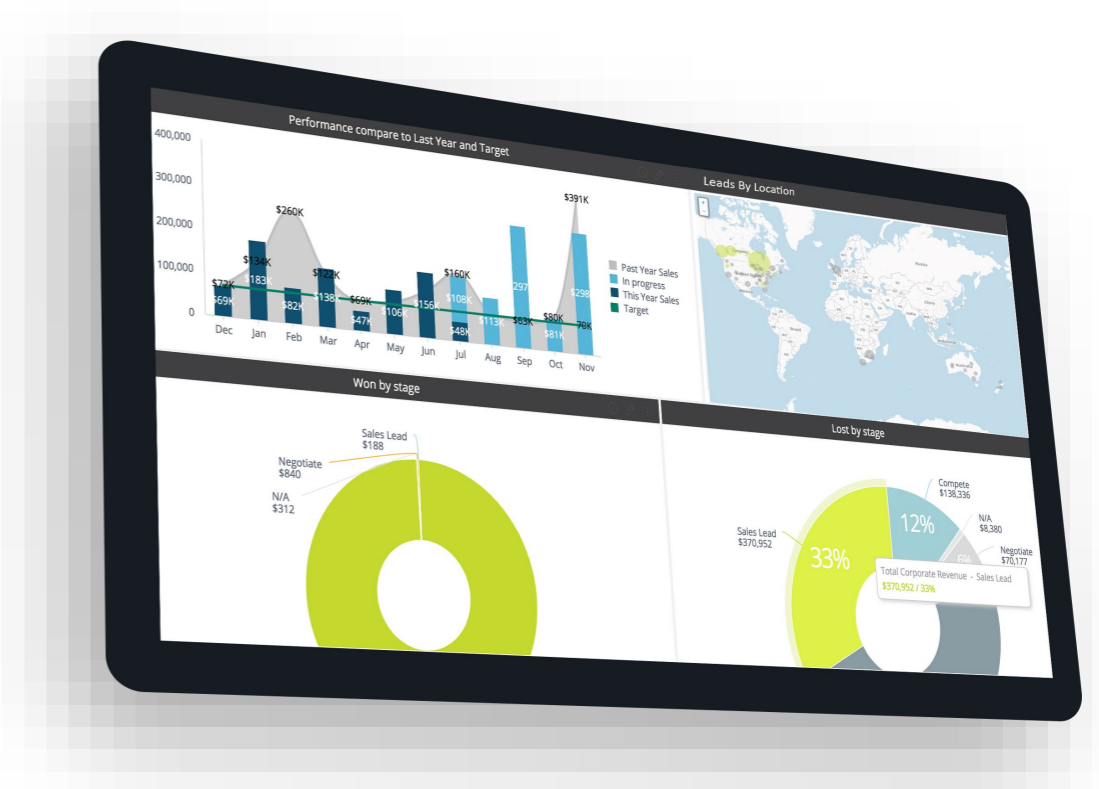 Performance compare to Last Year and Target
400,000
300,000
200,000
100,000
0
$72K
$69K
$134K
$183K
$260K
$82K
$122K
$138K
$69K
$47K
$106K
$156K
$160K
$108K
$48K
$113K
297
$63K
$80K
$81K
$391K
$298
70K
Dec
Jan
Feb
Mar
Apr
May
Jun
Jul
Aug
Sep
Oct
Nov
Past Year Sales
In progress
This Year Sales
Target
Leads By Location
+
-
Won by stage
Sales Lead
$188
Negotiate
$840
N/A
$312
Lost by stage
Compete
$138,336
12%
N/A
$8,380
Negotiate
$70,177
6%
Sales Lead
$370,952
33%
Total Corporate Revenue - Sales Lead
$370,952 / 33%